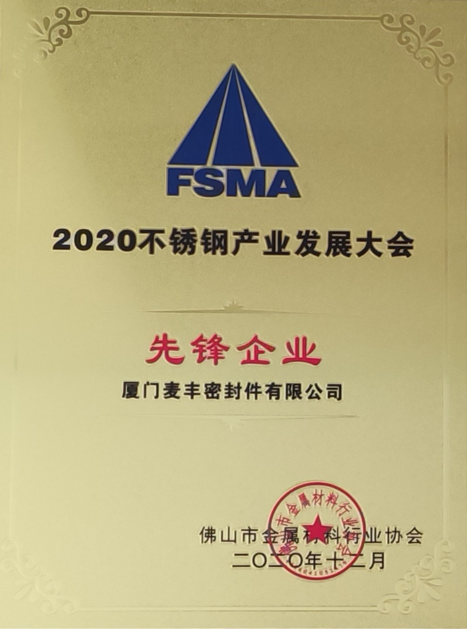 FSMA
2020不锈钢产业发展大会
先锋企业
厦门麦丰密封件有限公司
佛山市金属材料行业协会
二〇二〇年十二月